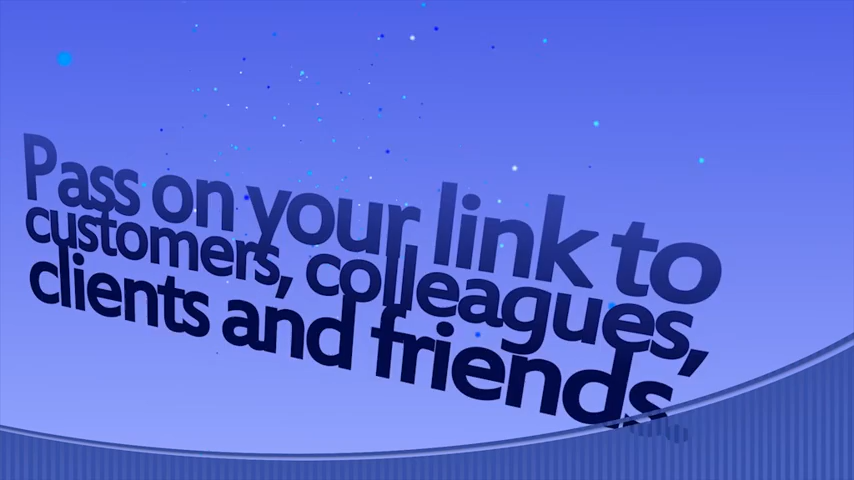 Pass on your link to
customers, colleagues,
clients and friends.